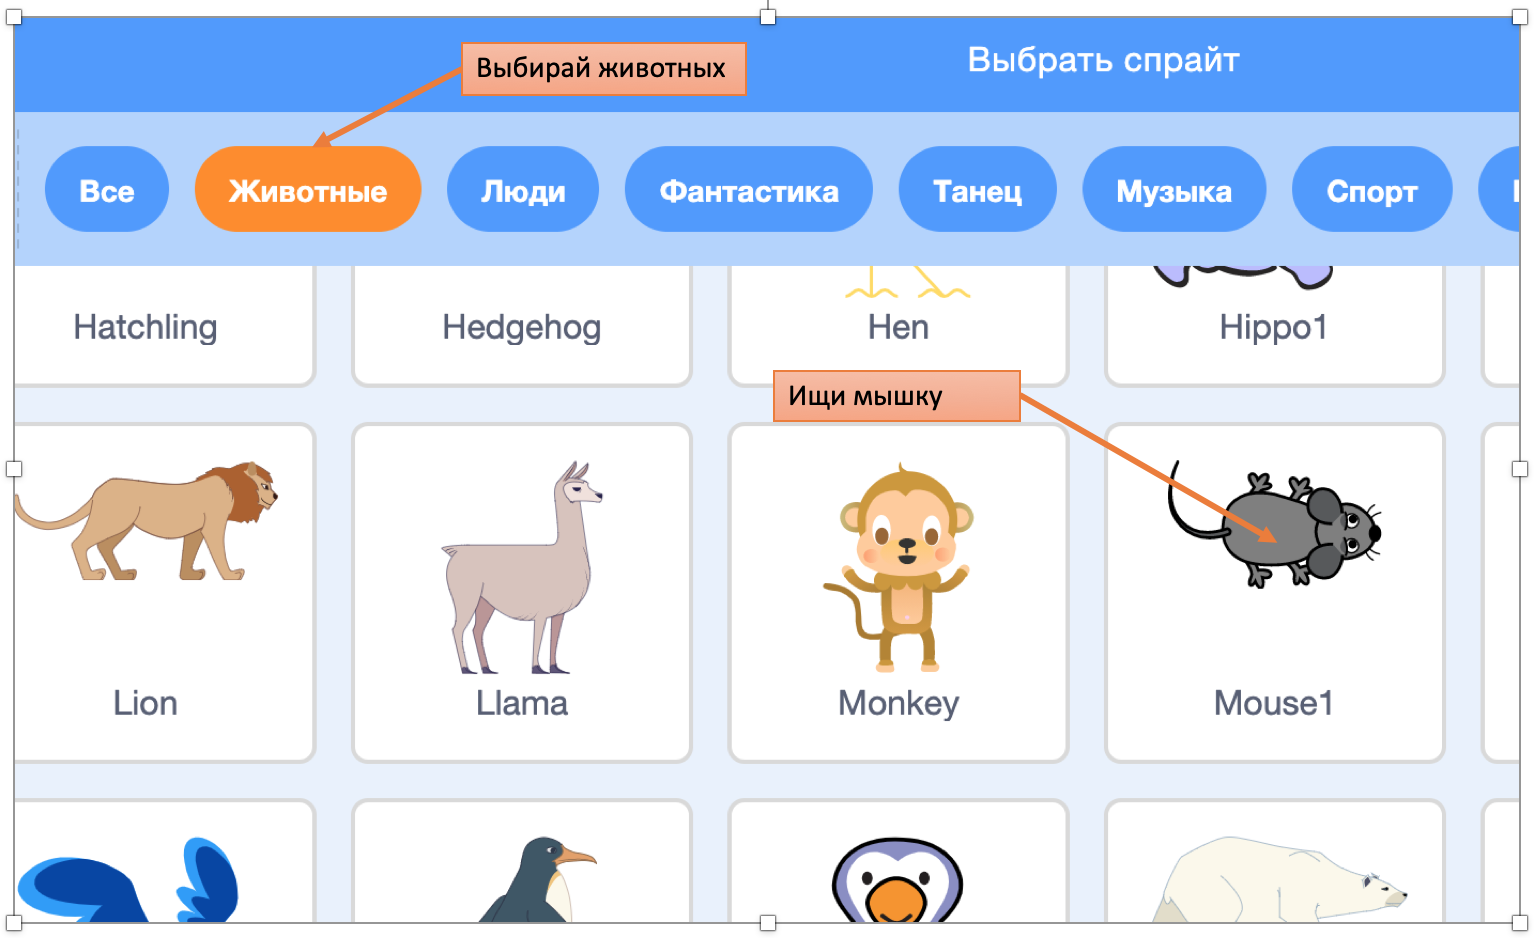 Выбирай животных
Выбрать спрайт
Все
Животные
Люди
Фантастика
Танец
Музыка
Спорт
Hatchling
Hedgehog
Hen
Hippo1
Ищи мышку
Lion
Llama
Monkey
Mouse1